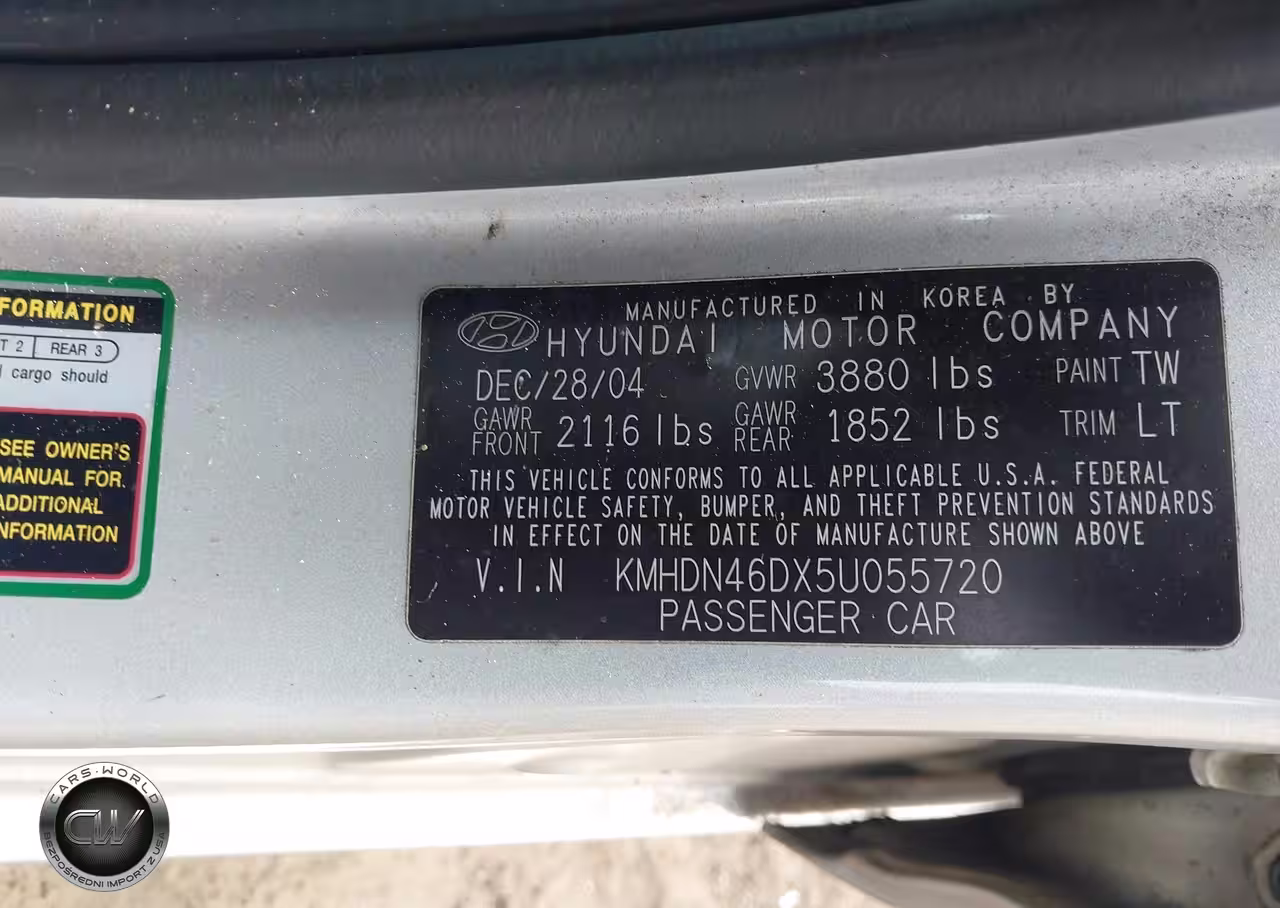 FORMATION
T 2 REAR 3
cargo should
SEE OWNER'S
MANUAL FOR
ADDITIONAL
NFORMATION
MANUFACTURED IN KOREA BY
HYUNDAI MOTOR COMPANY
DEC/28/04 GVWR 3880 lbs PAINT TW
GAWR FRONT 2116 lbs GAWR REAR 1852 lbs TRIM LT
THIS VEHICLE CONFORMS TO ALL APPLICABLE U.S.A. FEDERAL
MOTOR VEHICLE SAFETY, BUMPER, AND THEFT PREVENTION STANDARDS
IN EFFECT ON THE DATE OF MANUFACTURE SHOWN ABOVE
V.I.N KMHDN46DX5U055720
PASSENGER CAR
CARS-WORLD
CW
BEZPOŚREDNI IMPORT Z USA